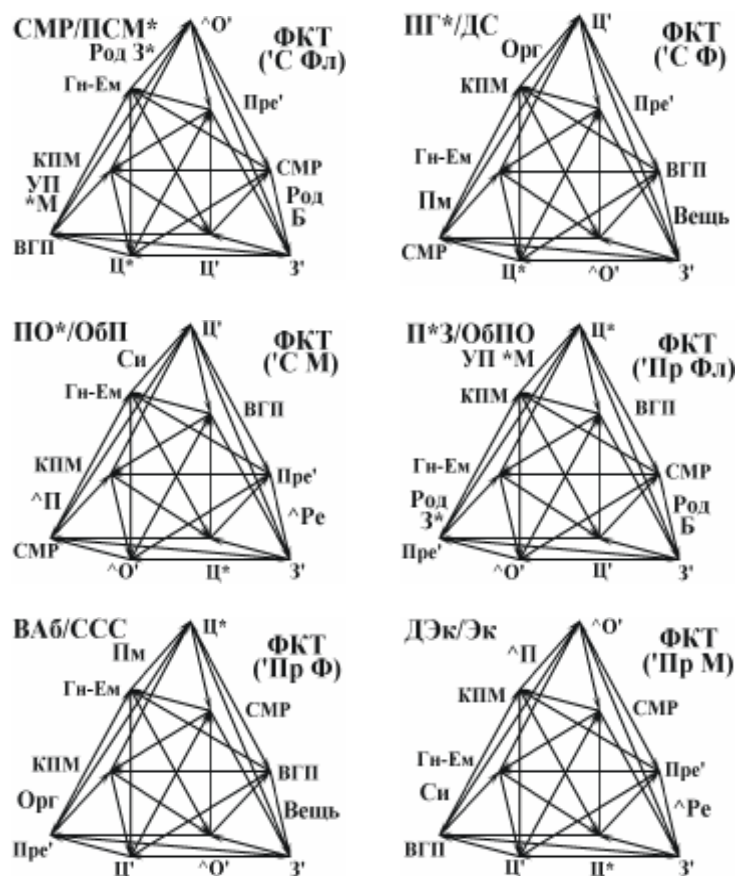 СМР/ПСМ*
^О'
ФКТ
('С Фл)
Род З*
Гн-Ем
Пре'
КПМ
СМР
УП
*М
Род
Б
ВГП
Ц*
Ц'
З'
ПГ*/ДС
Ц'
ФКТ
('С Ф)
Орг
КПМ
Пре'
Гн-Ем
ВГП
Пм
Вещь
СМР
Ц*
^О'
З'
ПО*/ОбП
Ц'
ФКТ
('С М)
Си
Гн-Ем
ВГП
КПМ
Пре'
^П
^Ре
СМР
^О'
Ц*
З'
П*З/ОбПО
Ц*
ФКТ
('Пр Фл)
УП *М
КПМ
ВГП
Гн-Ем
СМР
Род
З*
Род
Б
Пре'
^О'
Ц'
З'
ВАб/ССС
Ц*
ФКТ
('Пр Ф)
Пм
Гн-Ем
СМР
КПМ
ВГП
Орг
Вещь
Пре'
Ц'
^О'
З'
ДЭк/Эк
^О'
ФКТ
('Пр М)
^П
КПМ
СМР
Гн-Ем
Пре'
Си
^Ре
ВГП
Ц'
Ц*
З'